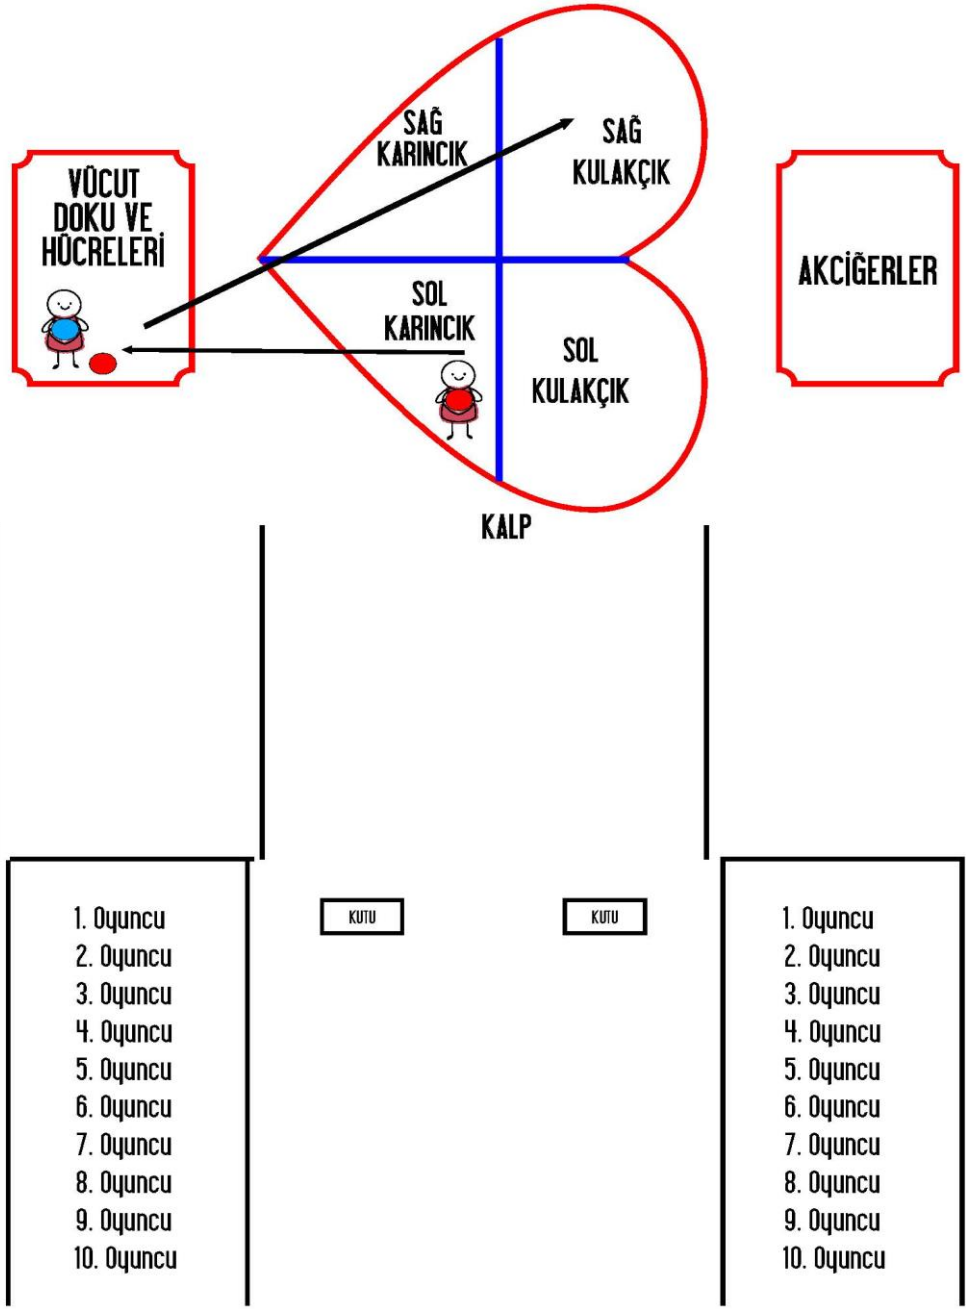 SAĞ
KARINCIK
SAĞ
KULAKÇIK
VÜCUT
DOKU VE
HÜCRELERİ
AKCİĞERLER
SOL
KARINCIK
SOL
KULAKÇIK
KALP
KUTU
KUTU
1. Oyuncu
2. Oyuncu
3. Oyuncu
4. Oyuncu
5. Oyuncu
6. Oyuncu
7. Oyuncu
8. Oyuncu
9. Oyuncu
10. Oyuncu
1. Oyuncu
2. Oyuncu
3. Oyuncu
4. Oyuncu
5. Oyuncu
6. Oyuncu
7. Oyuncu
8. Oyuncu
9. Oyuncu
10. Oyuncu